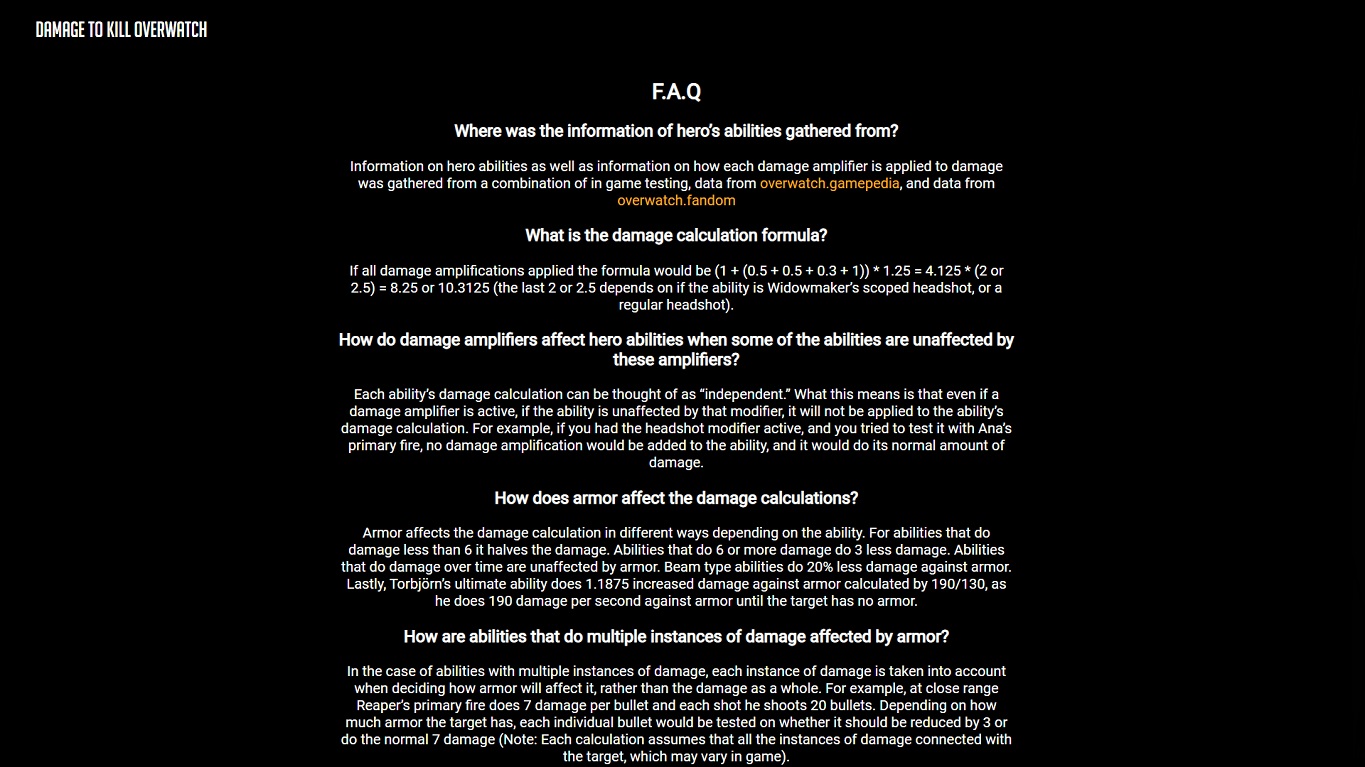 DAMAGE TO KILL OVERWATCH
F.A.Q
Where was the information of hero's abilities gathered from?
Information on hero abilities as well as information on how each damage amplifier is applied to damage
was gathered from a combination of in game testing, data from overwatch.gamepedia, and data from
overwatch.fandom
What is the damage calculation formula?
If all damage amplifications applied the formula would be (1 + (0.5 + 0.5 + 0.3 + 1)) * 1.25 = 4.125 * (2 or
2.5) = 8.25 or 10.3125 (the last 2 or 2.5 depends on if the ability is Widowmaker's scoped headshot, or a
regular headshot).
How do damage amplifiers affect hero abilities when some of the abilities are unaffected by
these amplifiers?
Each ability's damage calculation can be thought of as “independent.” What this means is that even if a
damage amplifier is active, if the ability is unaffected by that modifier, it will not be applied to the ability's
damage calculation. For example, if you had the headshot modifier active, and you tried to test it with Ana's
primary fire, no damage amplification would be added to the ability, and it would do its normal amount of
damage.
How does armor affect the damage calculations?
Armor affects the damage calculation in different ways depending on the ability. For abilities that do
damage less than 6 it halves the damage. Abilities that do 6 or more damage do 3 less damage. Abilities
that do damage over time are unaffected by armor. Beam type abilities do 20% less damage against armor.
Lastly, Torbjörn's ultimate ability does 1.1875 increased damage against armor calculated by 190/130, as
he does 190 damage per second against armor until the target has no armor.
How are abilities that do multiple instances of damage affected by armor?
In the case of abilities with multiple instances of damage, each instance of damage is taken into account
when deciding how armor will affect it, rather than the damage as a whole. For example, at close range
Reaper's primary fire does 7 damage per bullet and each shot he shoots 20 bullets. Depending on how
much armor the target has, each individual bullet would be tested on whether it should be reduced by 3 or
do the normal 7 damage (Note: Each calculation assumes that all the instances of damage connected with
the target, which may vary in game).